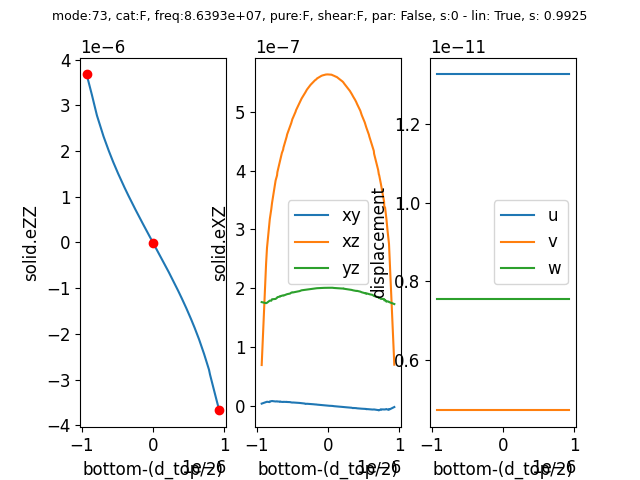 mode:73, cat:F, freq:8.6393e+07, pure:F, shear:F, par: False, s:0 - lin: True, s: 0.9925
1e−6
4
3
2
1
0
−1
−2
−3
−4
solid.eZZ
−1
0
1
1e−6
bottom-(d_top/2)
1e−7
5
4
3
2
1
0
solid.eXZ
xy
xz
yz
−1
0
1
1e−6
bottom-(d_top/2)
1e−11
1.2
1.0
0.8
0.6
displacement
u
v
w
−1
0
1
1e−6
bottom-(d_top/2)